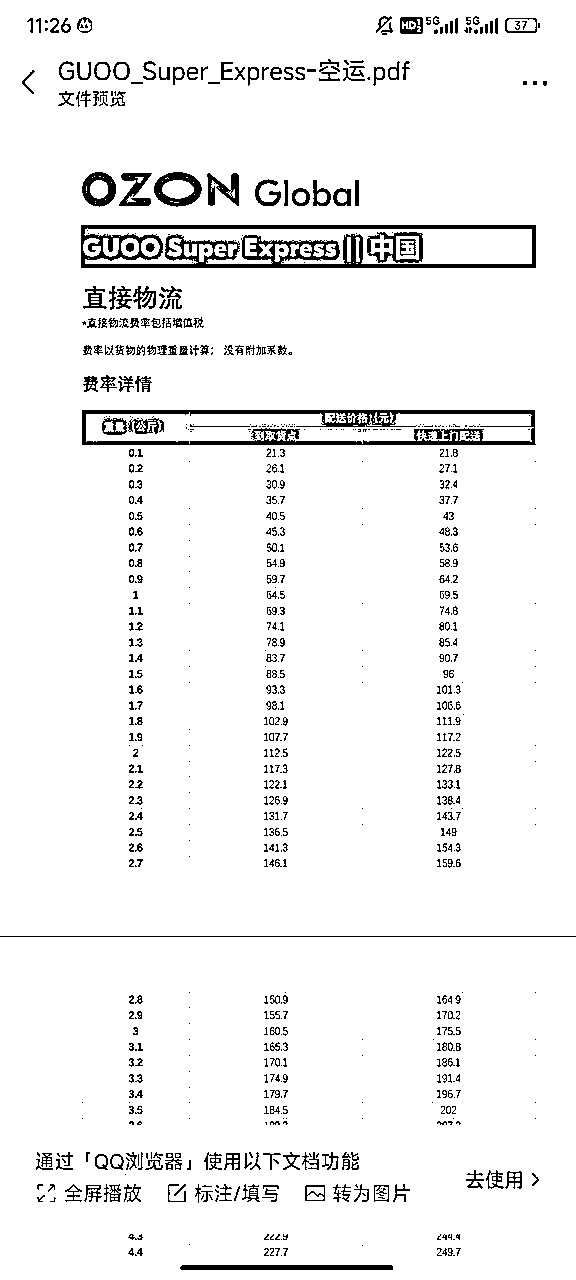 11:26 HD 5G 5G 37
GUOO_Super_Express-空运.pdf
文件预览
OZON Global
GUOO Super Express || 中国
直接物流
*直接物流费率包括增值税
费率以货物的物理重量计算； 没有附加系数。
费率详情
配送价格(元)
重量(公斤) 到取货点 快递上门配送
0.1 21.3 21.8
0.2 26.1 27.1
0.3 30.9 32.4
0.4 35.7 37.7
0.5 40.5 43
0.6 45.3 48.3
0.7 50.1 53.6
0.8 54.9 58.9
0.9 59.7 64.2
1 64.5 69.5
1.1 69.3 74.8
1.2 74.1 80.1
1.3 78.9 85.4
1.4 83.7 90.7
1.5 88.5 96
1.6 93.3 101.3
1.7 98.1 106.6
1.8 102.9 111.9
1.9 107.7 117.2
2 112.5 122.5
2.1 117.3 127.8
2.2 122.1 133.1
2.3 126.9 138.4
2.4 131.7 143.7
2.5 136.5 149
2.6 141.3 154.3
2.7 146.1 159.6
2.8 150.9 164.9
2.9 155.7 170.2
3 160.5 175.5
3.1 165.3 180.8
3.2 170.1 186.1
3.3 174.9 191.4
3.4 179.7 196.7
3.5 184.5 202
通过「QQ浏览器」使用以下文档功能
去使用
全屏播放 标注/填写 转为图片
4.3 222.9 244.4
4.4 227.7 249.7